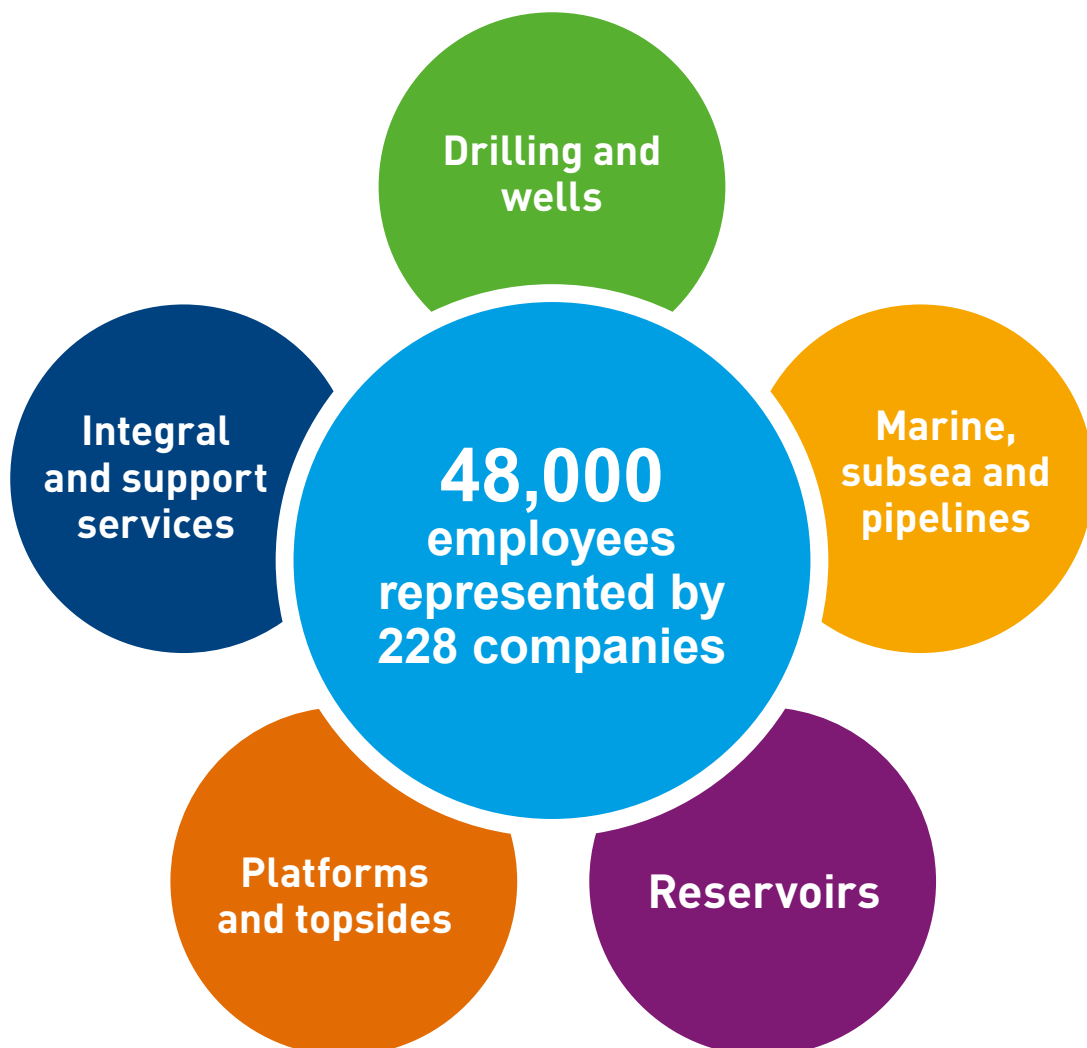 Drilling and
wells
Integral
and support
services
Marine,
subsea and
pipelines
48,000
employees
represented by
228 companies
Platforms
and topsides
Reservoirs